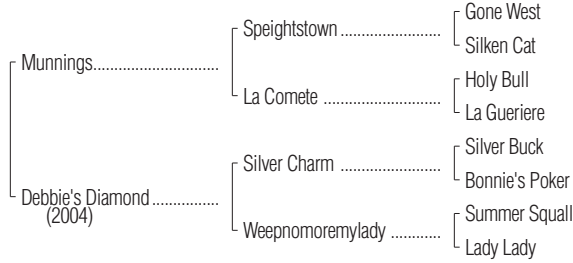 Gone West
Speightstown ......................
Silken Cat
Munnings............................
Holy Bull
La Comete .........................
La Gueriere
Silver Buck
Silver Charm ......................
Bonnie's Poker
Debbie's Diamond ...............
(2004)
Summer Squall
Weepnomoremylady ...........
Lady Lady